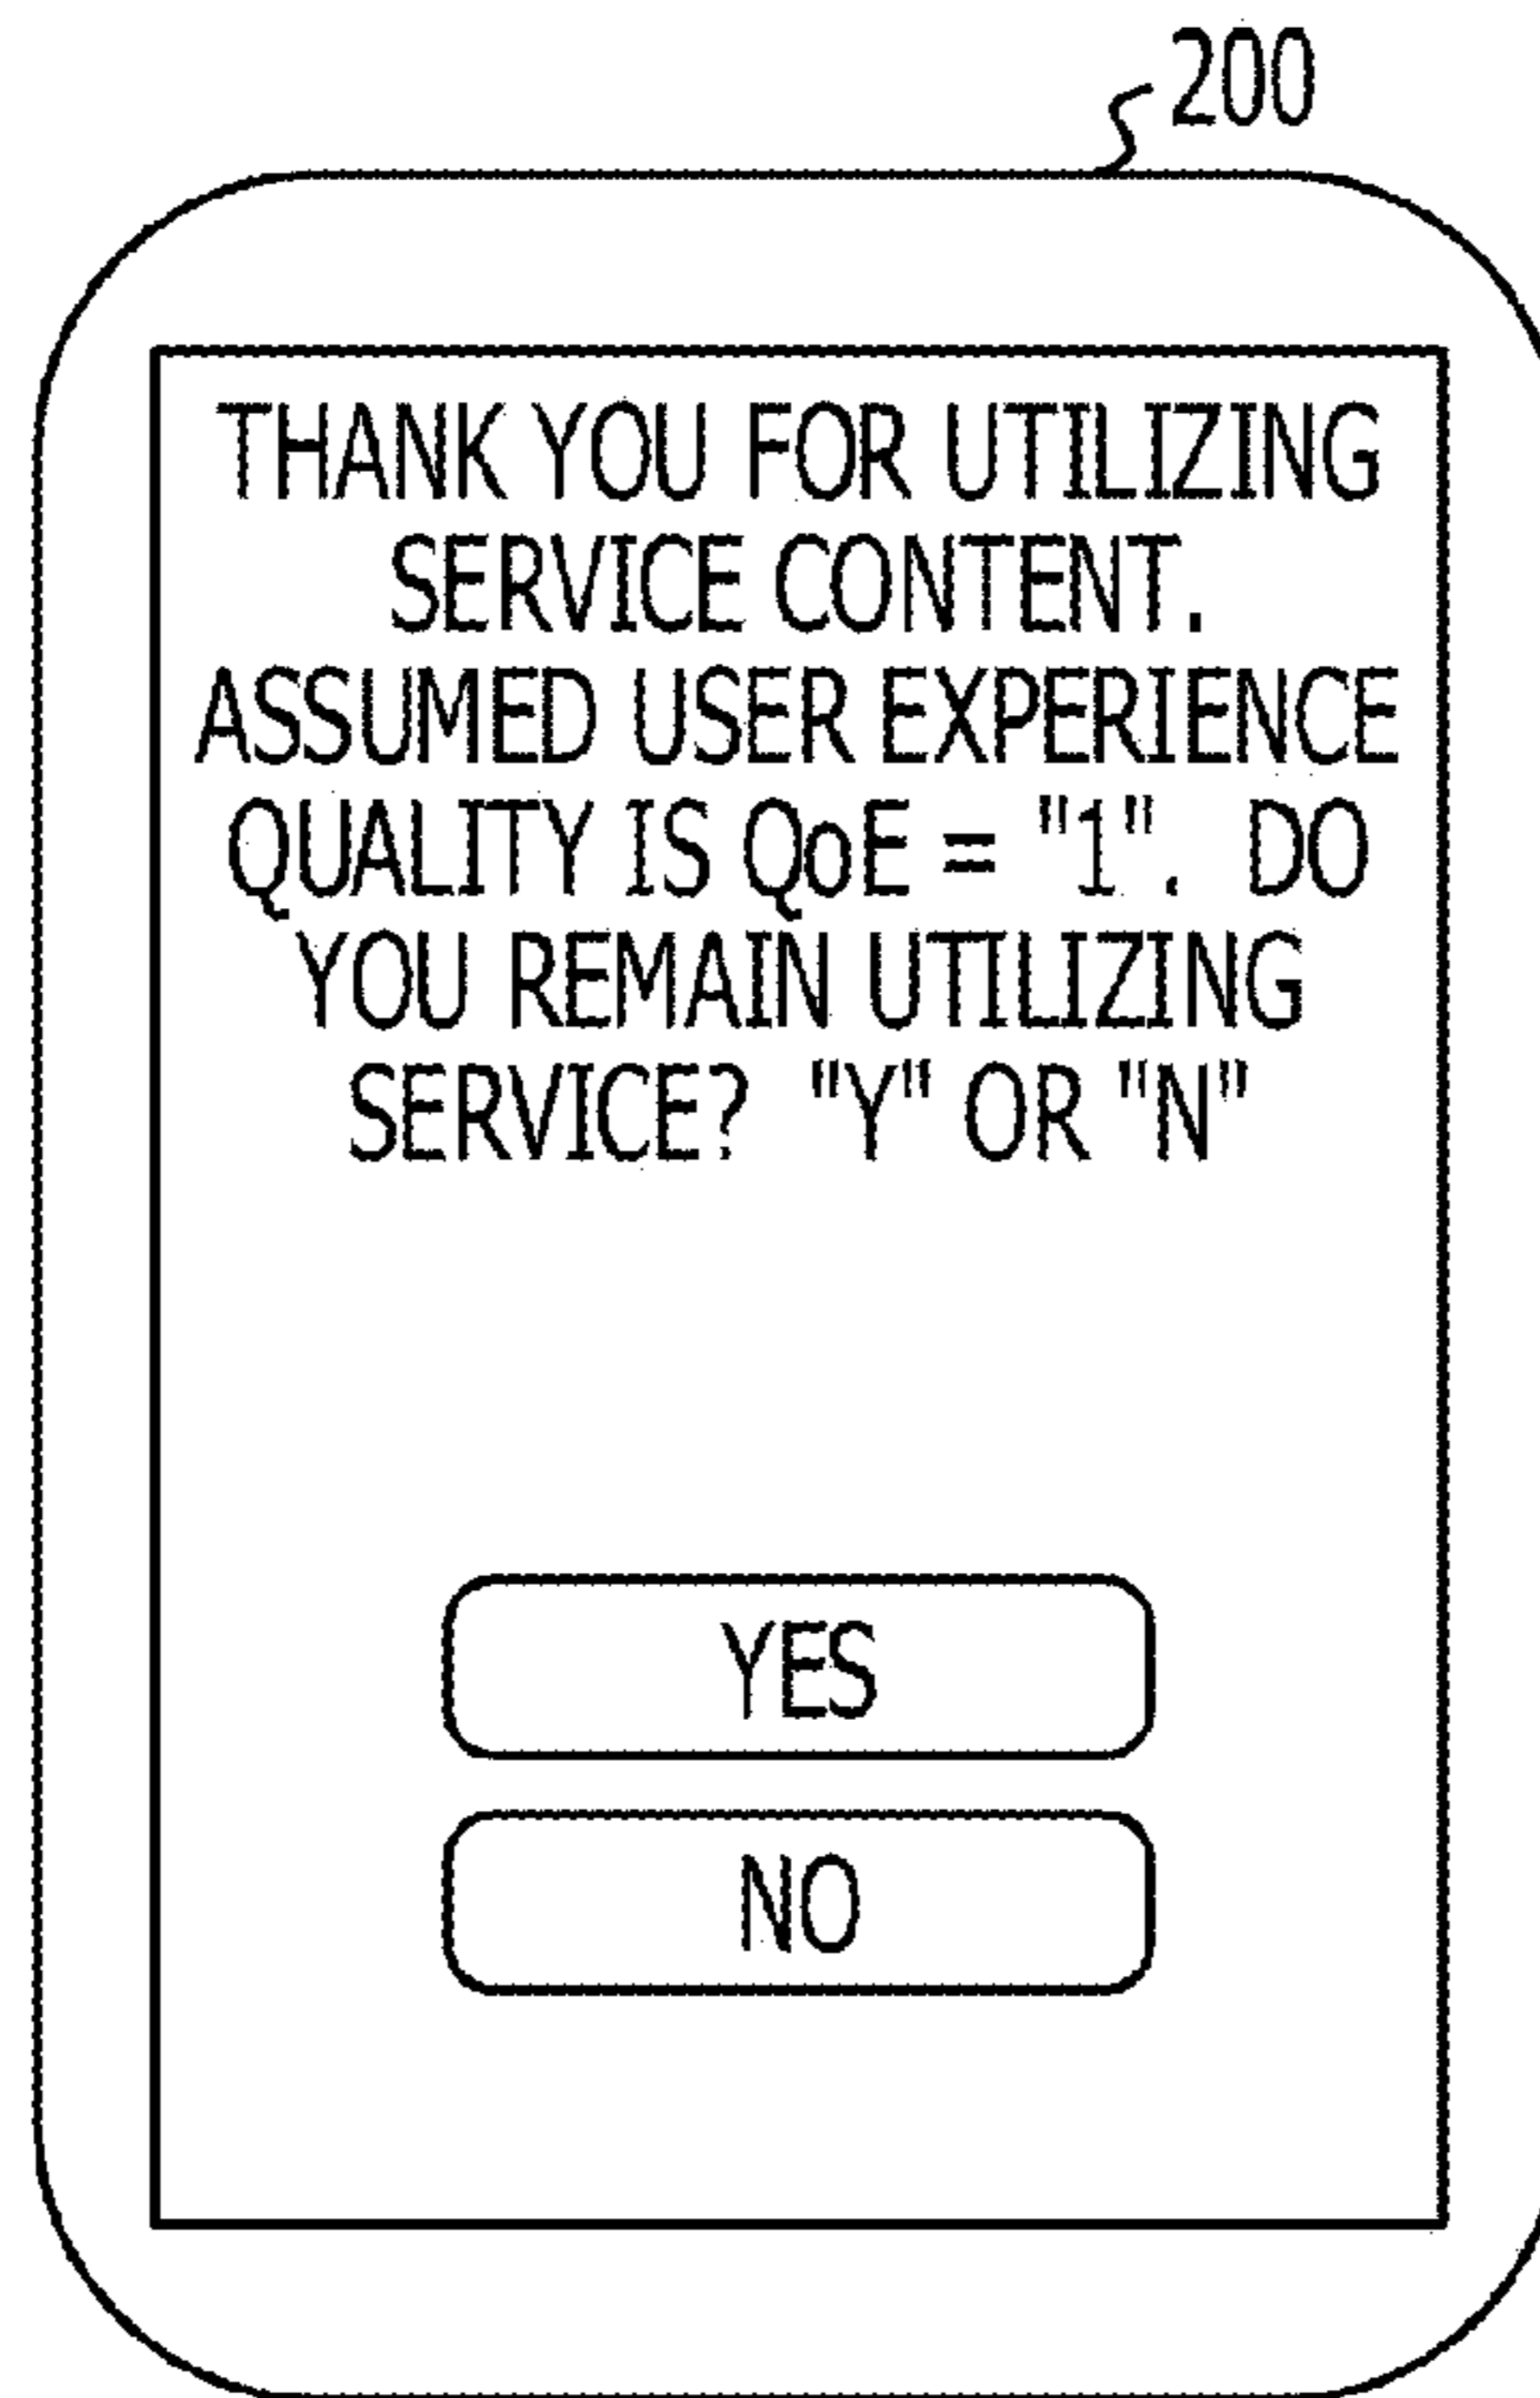 200
THANK YOU FOR UTILIZING
SERVICE CONTENT.
ASSUMED USER EXPERIENCE
QUALITY IS QoE = "1". DO
YOU REMAIN UTILIZING
SERVICE? "Y" OR "N"
YES
NO